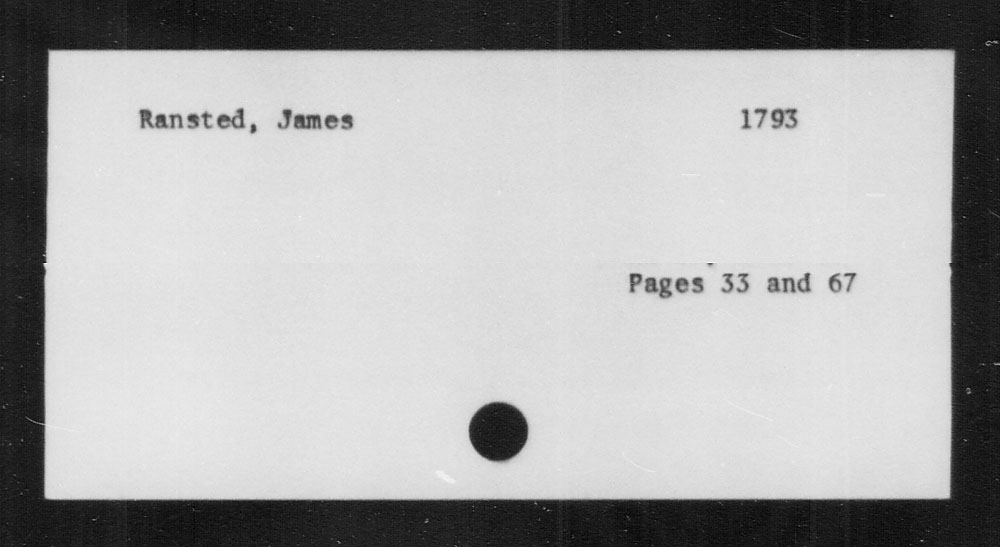 Ransted, James 1793
Pages 33 and 67